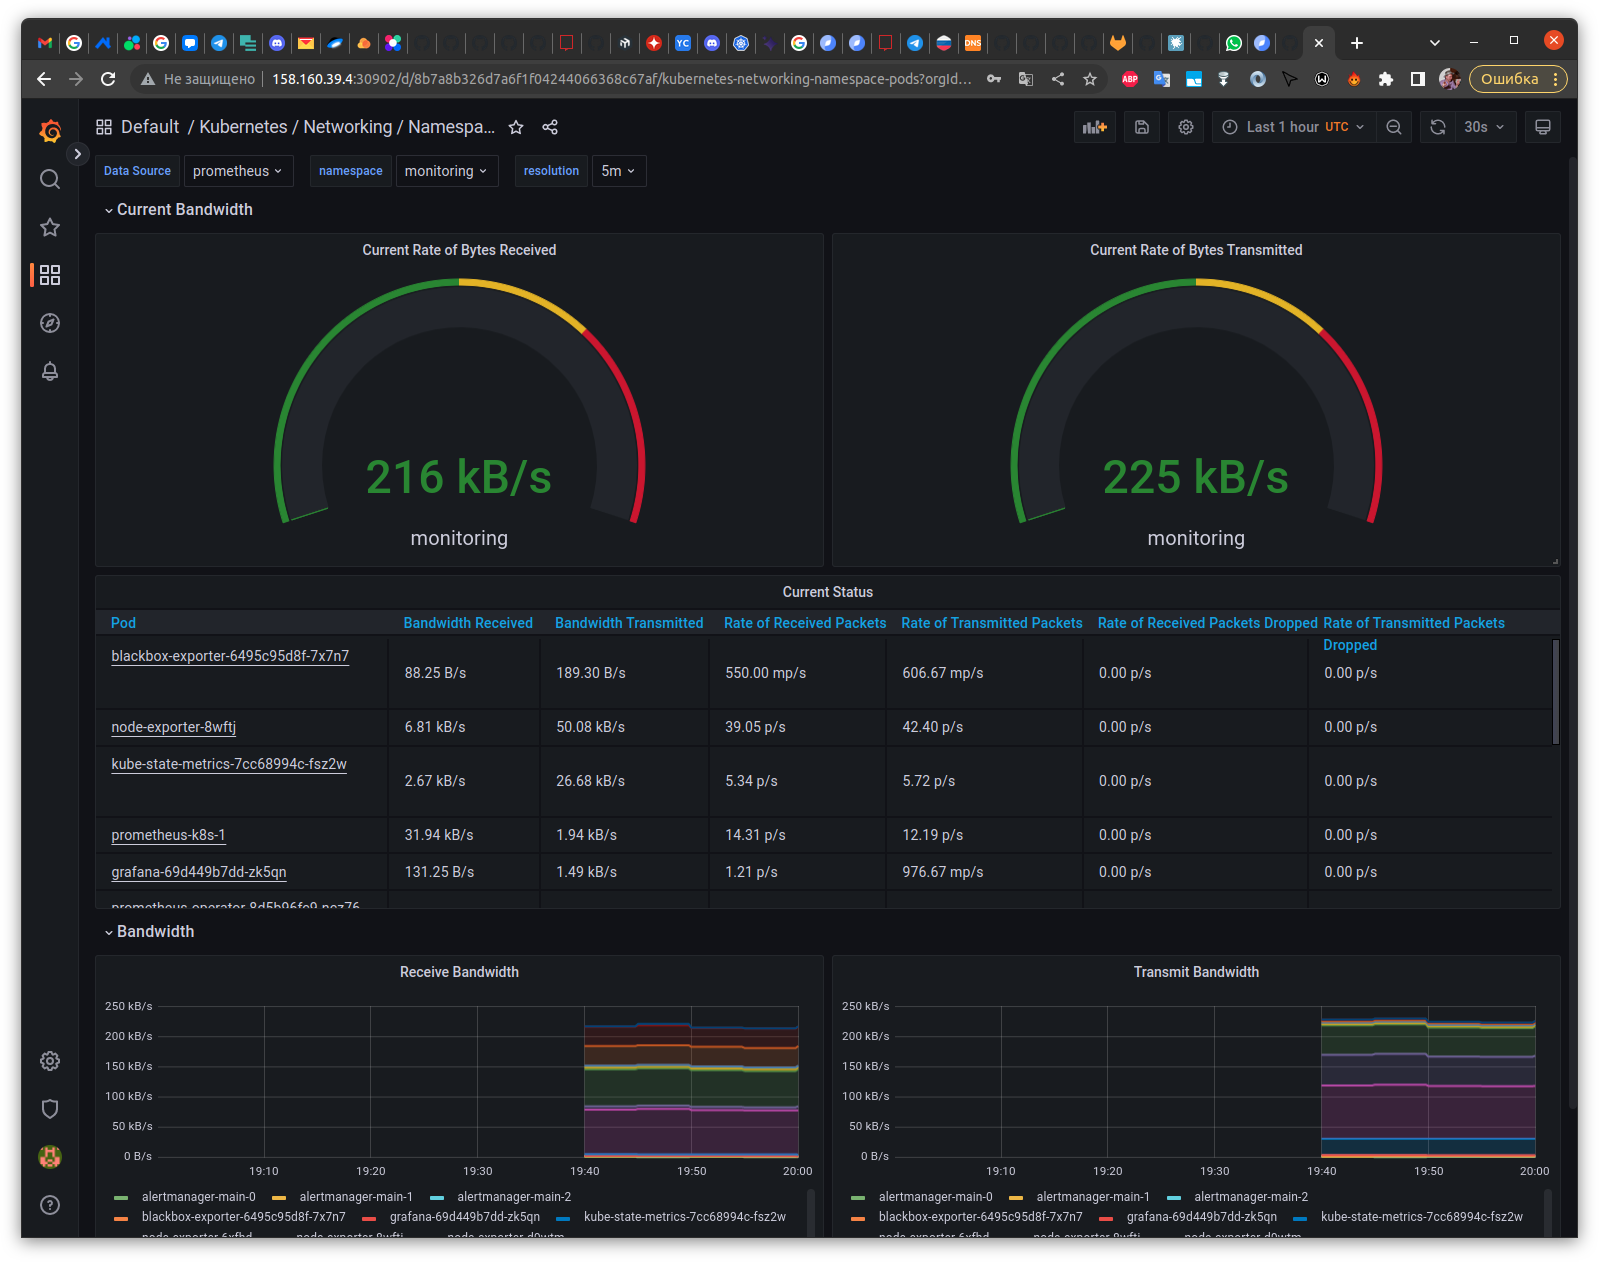 YC
DNS
Не защищено
158.160.39.4:30902/d/8b7a8b326d7a6f1f04244066368c67af/kubernetes-networking-namespace-pods?orgId…
ABP
Ошибка
Default / Kubernetes / Networking / Namespa...
Last 1 hour UTC
30s
Data Source prometheus namespace monitoring resolution 5m
Current Bandwidth
Current Rate of Bytes Received
216 kB/s
monitoring
Current Rate of Bytes Transmitted
225 kB/s
monitoring
Current Status
Pod Bandwidth Received Bandwidth Transmitted Rate of Received Packets Rate of Transmitted Packets Rate of Received Packets Dropped Rate of Transmitted Packets Dropped
blackbox-exporter-6495c95d8f-7x7n7 88.25 B/s 189.30 B/s 550.00 mp/s 606.67 mp/s 0.00 p/s 0.00 p/s
node-exporter-8wftj 6.81 kB/s 50.08 kB/s 39.05 p/s 42.40 p/s 0.00 p/s 0.00 p/s
kube-state-metrics-7cc68994c-fsz2w 2.67 kB/s 26.68 kB/s 5.34 p/s 5.72 p/s 0.00 p/s 0.00 p/s
prometheus-k8s-1 31.94 kB/s 1.94 kB/s 14.31 p/s 12.19 p/s 0.00 p/s 0.00 p/s
grafana-69d449b7dd-zk5qn 131.25 B/s 1.49 kB/s 1.21 p/s 976.67 mp/s 0.00 p/s 0.00 p/s
Bandwidth
Receive Bandwidth
250 kB/s
200 kB/s
150 kB/s
100 kB/s
50 kB/s
0 B/s
19:10 19:20 19:30 19:40 19:50 20:00
alertmanager-main-0 alertmanager-main-1 alertmanager-main-2
blackbox-exporter-6495c95d8f-7x7n7 grafana-69d449b7dd-zk5qn kube-state-metrics-7cc68994c-fsz2w
Transmit Bandwidth
250 kB/s
200 kB/s
150 kB/s
100 kB/s
50 kB/s
0 B/s
19:10 19:20 19:30 19:40 19:50 20:00
alertmanager-main-0 alertmanager-main-1 alertmanager-main-2
blackbox-exporter-6495c95d8f-7x7n7 grafana-69d449b7dd-zk5qn kube-state-metrics-7cc68994c-fsz2w